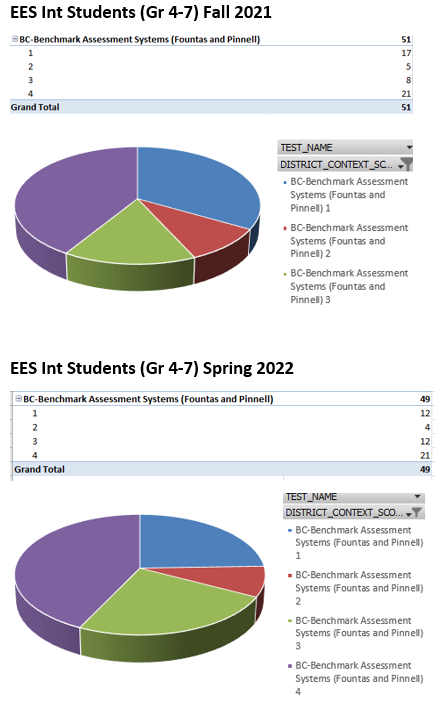 EES Int Students (Gr 4-7) Fall 2021
BC-Benchmark Assessment Systems (Fountas and Pinnell) 51
1 17
2 5
3 8
4 21
Grand Total 51
TEST_NAME
DISTRICT_CONTEXT_SC...
BC-Benchmark Assessment
Systems (Fountas and
Pinnell) 1
BC-Benchmark Assessment
Systems (Fountas and
Pinnell) 2
BC-Benchmark Assessment
Systems (Fountas and
Pinnell) 3
EES Int Students (Gr 4-7) Spring 2022
BC-Benchmark Assessment Systems (Fountas and Pinnell) 49
1 12
2 4
3 12
4 21
Grand Total 49
TEST_NAME
DISTRICT_CONTEXT_SCO...
BC-Benchmark Assessment
Systems (Fountas and Pinnell)
1
BC-Benchmark Assessment
Systems (Fountas and Pinnell)
2
BC-Benchmark Assessment
Systems (Fountas and Pinnell)
3
BC-Benchmark Assessment
Systems (Fountas and Pinnell)
4